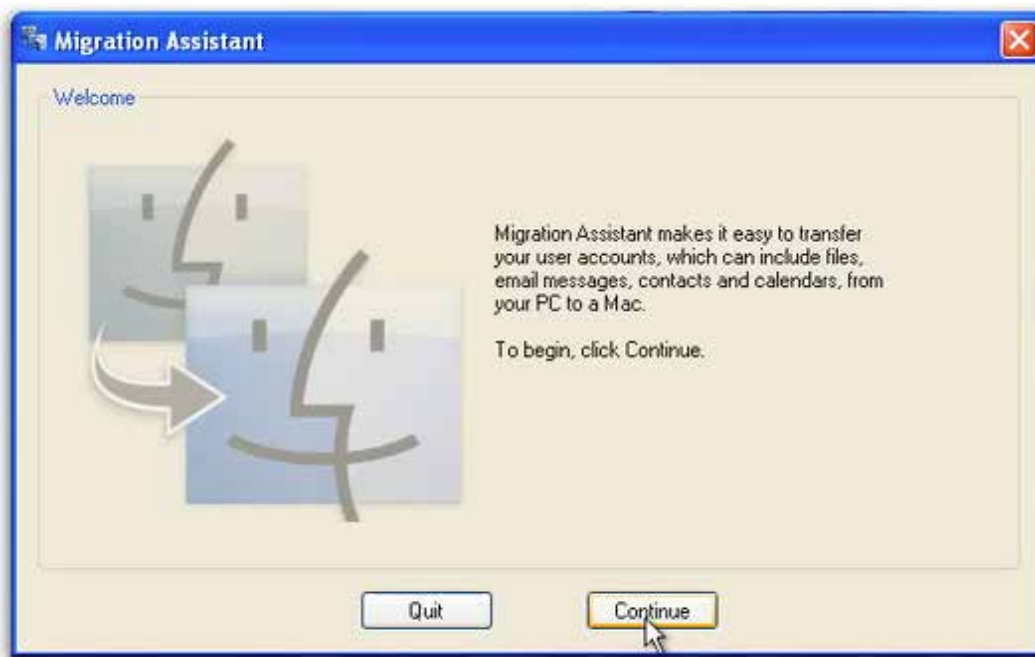 Migration Assistant
Welcome
Migration Assistant makes it easy to transfer
your user accounts, which can include files,
email messages, contacts and calendars, from
your PC to a Mac.
To begin, click Continue.
Quit
Continue